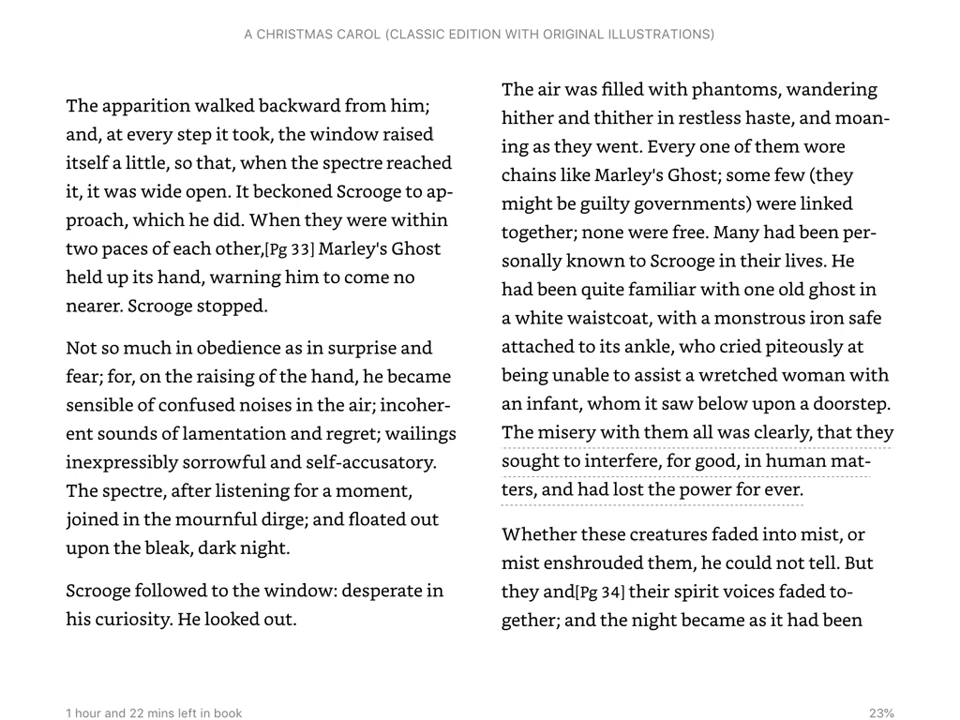 A CHRISTMAS CAROL (CLASSIC EDITION WITH ORIGINAL ILLUSTRATIONS)
The apparition walked backward from him;
and, at every step it took, the window raised
itself a little, so that, when the spectre reached
it, it was wide open. It beckoned Scrooge to ap-
proach, which he did. When they were within
two paces of each other,[Pg 33] Marley's Ghost
held up its hand, warning him to come no
nearer. Scrooge stopped.
Not so much in obedience as in surprise and
fear; for, on the raising of the hand, he became
sensible of confused noises in the air; incoher-
ent sounds of lamentation and regret; wailings
inexpressibly sorrowful and self-accusatory.
The spectre, after listening for a moment,
joined in the mournful dirge; and floated out
upon the bleak, dark night.
Scrooge followed to the window: desperate in
his curiosity. He looked out.
The air was filled with phantoms, wandering
hither and thither in restless haste, and moan-
ing as they went. Every one of them wore
chains like Marley's Ghost; some few (they
might be guilty governments) were linked
together; none were free. Many had been per-
sonally known to Scrooge in their lives. He
had been quite familiar with one old ghost in
a white waistcoat, with a monstrous iron safe
attached to its ankle, who cried piteously at
being unable to assist a wretched woman with
an infant, whom it saw below upon a doorstep.
The misery with them all was clearly, that they
sought to interfere, for good, in human mat-
ters, and had lost the power for ever.
Whether these creatures faded into mist, or
mist enshrouded them, he could not tell. But
they and[Pg 34] their spirit voices faded to-
gether; and the night became as it had been
1 hour and 22 mins left in book
23%